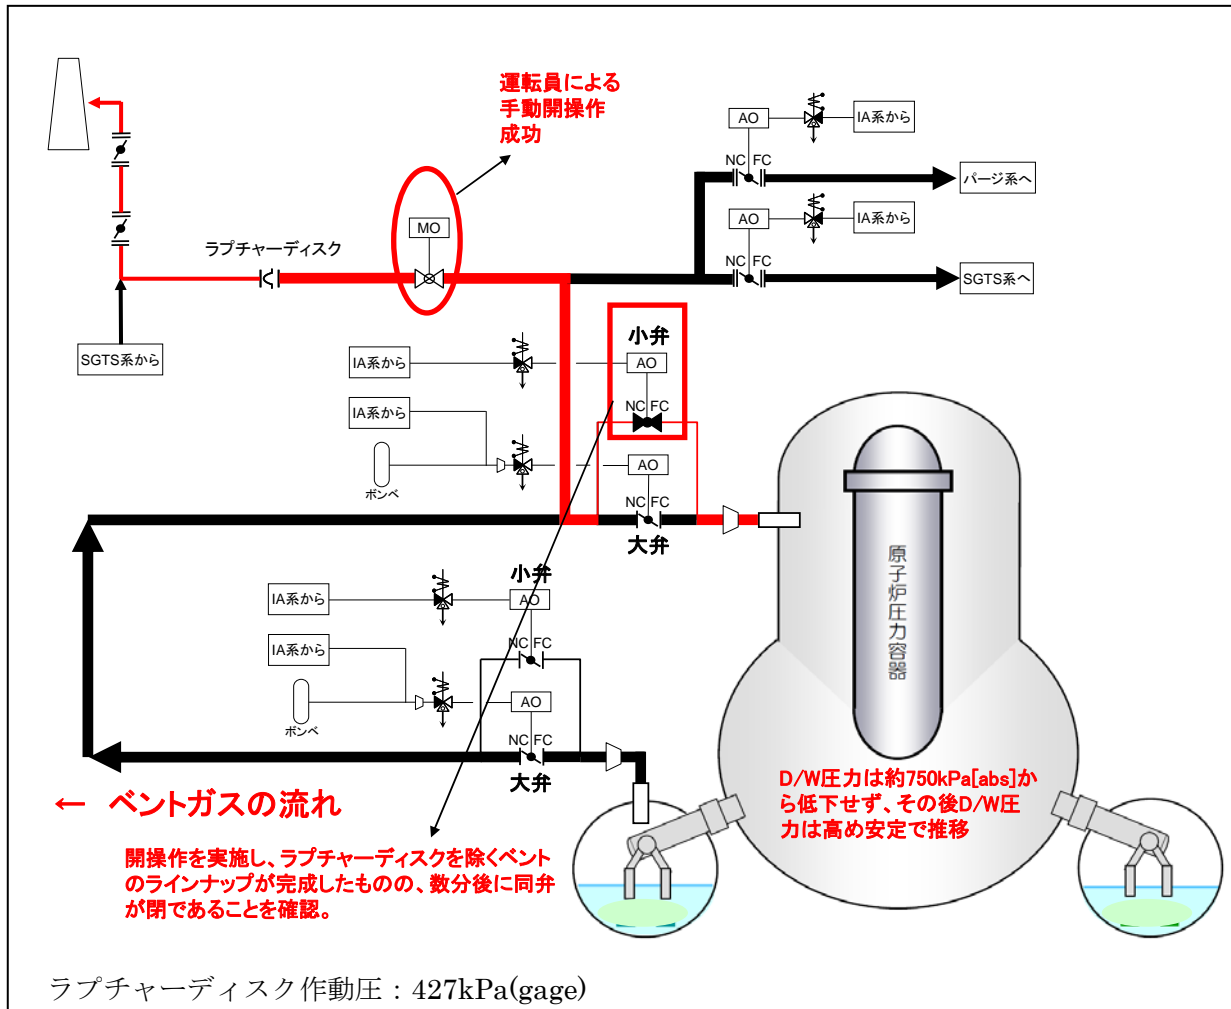 運転員による
手動開操作
成功
AO
IA系から
NC FC
パージ系へ
AO
IA系から
MO
NC FC
SGTS系へ
ラプチャーディスク
SGTS系から
小弁
IA系から
AO
NC FC
IA系から
AO
ボンベ
NC FC
大弁
小弁
IA系から
AO
NC FC
IA系から
AO
ボンベ
NC FC
大弁
原子炉圧力容器
← ベントガスの流れ
D/W圧力は約750kPa[abs]か
ら低下せず、その後D/W圧
力は高め安定で推移
開操作を実施し、ラプチャーディスクを除くベント
のラインナップが完成したものの、数分後に同弁
が閉であることを確認。
ラプチャーディスク作動圧：427kPa(gage)